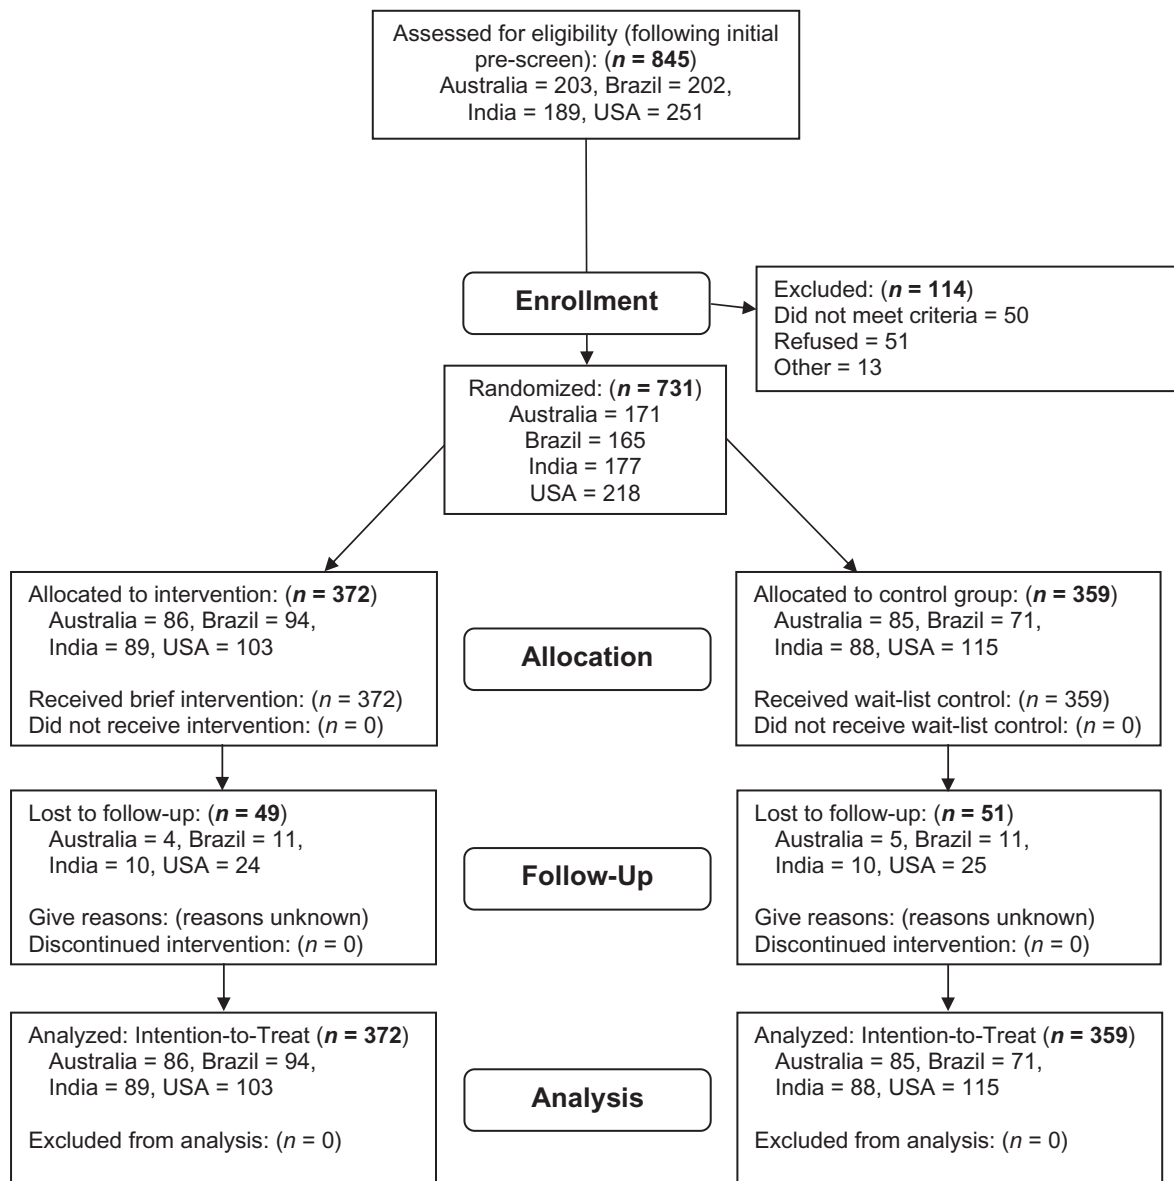 Assessed for eligibility (following initial
pre-screen): (n = 845)
Australia = 203, Brazil = 202,
India = 189, USA = 251
Enrollment
Excluded: (n = 114)
Did not meet criteria = 50
Refused = 51
Other = 13
Randomized: (n = 731)
Australia = 171
Brazil = 165
India = 177
USA = 218
Allocated to intervention: (n = 372)
Australia = 86, Brazil = 94,
India = 89, USA = 103
Received brief intervention: (n = 372)
Did not receive intervention: (n = 0)
Allocation
Allocated to control group: (n = 359)
Australia = 85, Brazil = 71,
India = 88, USA = 115
Received wait-list control: (n = 359)
Did not receive wait-list control: (n = 0)
Lost to follow-up: (n = 49)
Australia = 4, Brazil = 11,
India = 10, USA = 24
Give reasons: (reasons unknown)
Discontinued intervention: (n = 0)
Follow-Up
Lost to follow-up: (n = 51)
Australia = 5, Brazil = 11,
India = 10, USA = 25
Give reasons: (reasons unknown)
Discontinued intervention: (n = 0)
Analyzed: Intention-to-Treat (n = 372)
Australia = 86, Brazil = 94,
India = 89, USA = 103
Excluded from analysis: (n = 0)
Analysis
Analyzed: Intention-to-Treat (n = 359)
Australia = 85, Brazil = 71,
India = 88, USA = 115
Excluded from analysis: (n = 0)